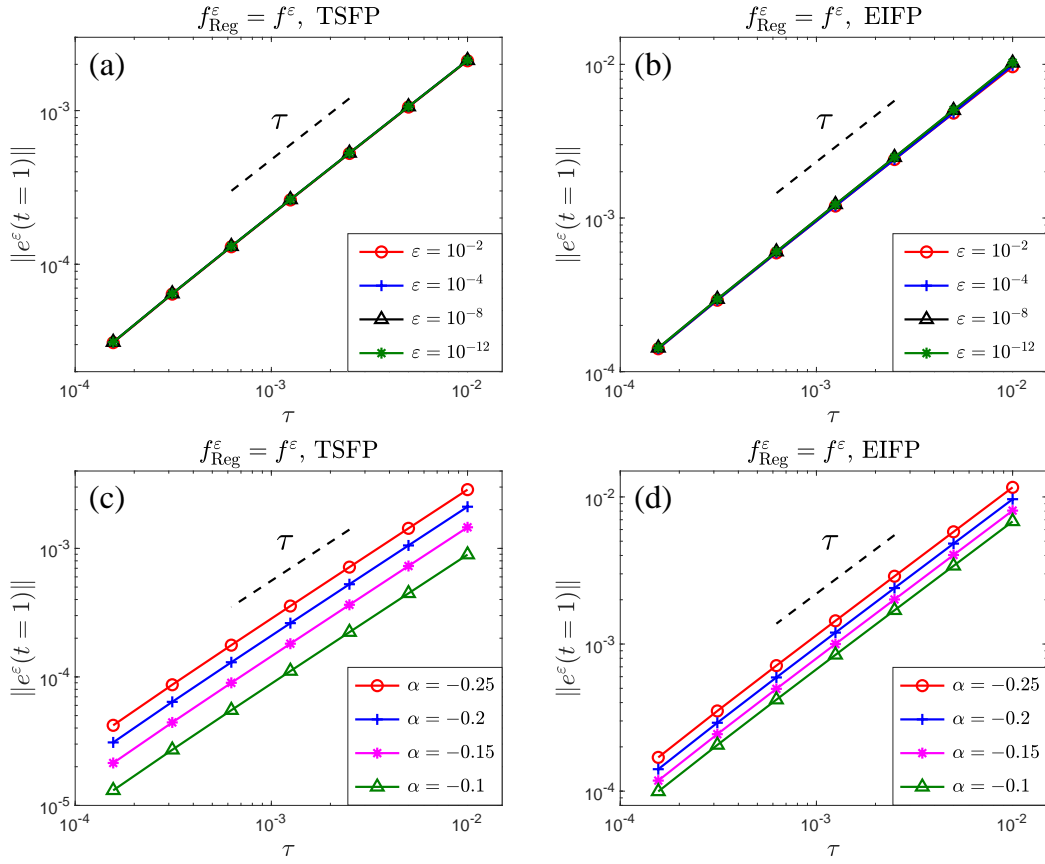 f^ε_Reg = f^ε, TSFP
(a)
10^-3
10^-4
||e^ε(t = 1)||
τ
ε = 10^-2
ε = 10^-4
ε = 10^-8
ε = 10^-12
10^-4
10^-3
10^-2
τ
f^ε_Reg = f^ε, EIFP
(b)
10^-2
10^-3
10^-4
||e^ε(t = 1)||
τ
ε = 10^-2
ε = 10^-4
ε = 10^-8
ε = 10^-12
10^-4
10^-3
10^-2
τ
f^ε_Reg = f^ε, TSFP
(c)
10^-3
10^-4
10^-5
||e^ε(t = 1)||
τ
α = -0.25
α = -0.2
α = -0.15
α = -0.1
10^-4
10^-3
10^-2
τ
f^ε_Reg = f^ε, EIFP
(d)
10^-2
10^-3
10^-4
||e^ε(t = 1)||
τ
α = -0.25
α = -0.2
α = -0.15
α = -0.1
10^-4
10^-3
10^-2
τ